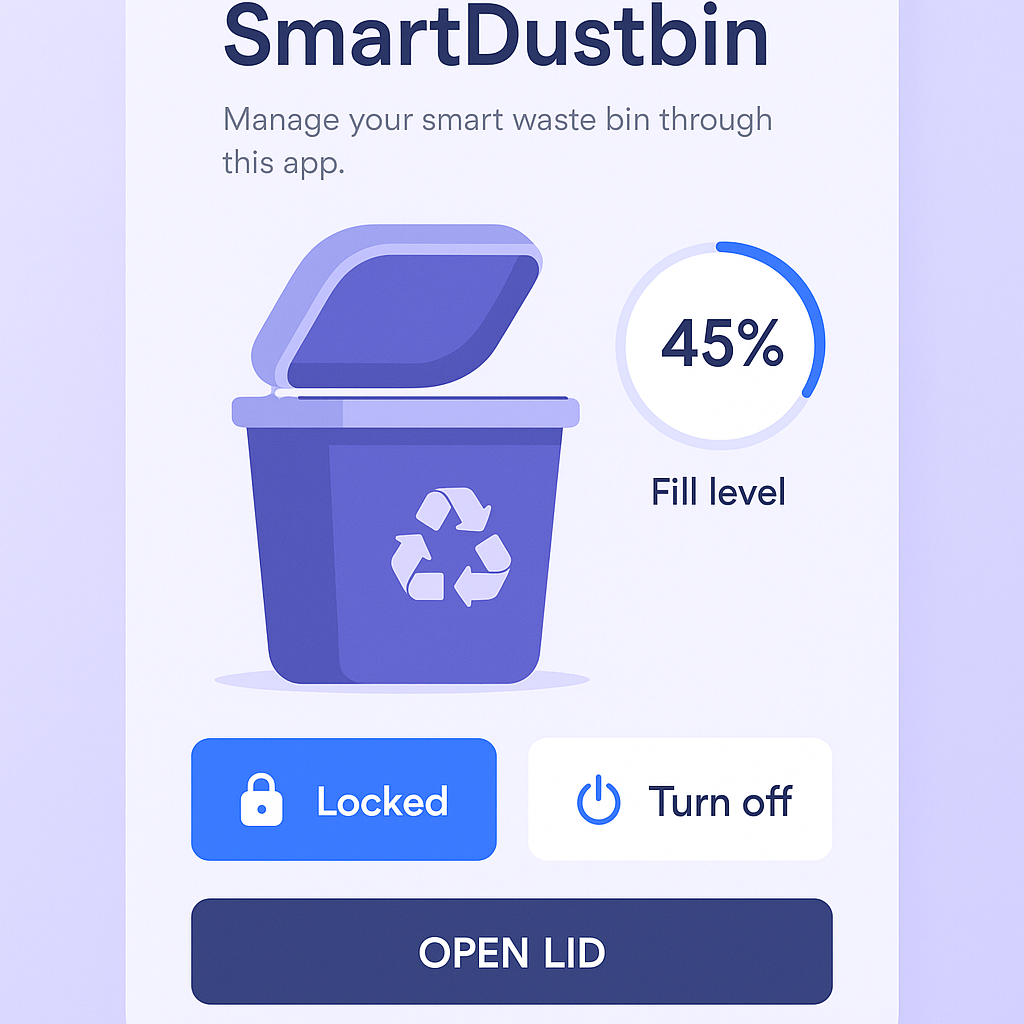 SmartDustbin
Manage your smart waste bin through
this app.
45%
Fill level
Locked
Turn off
OPEN LID